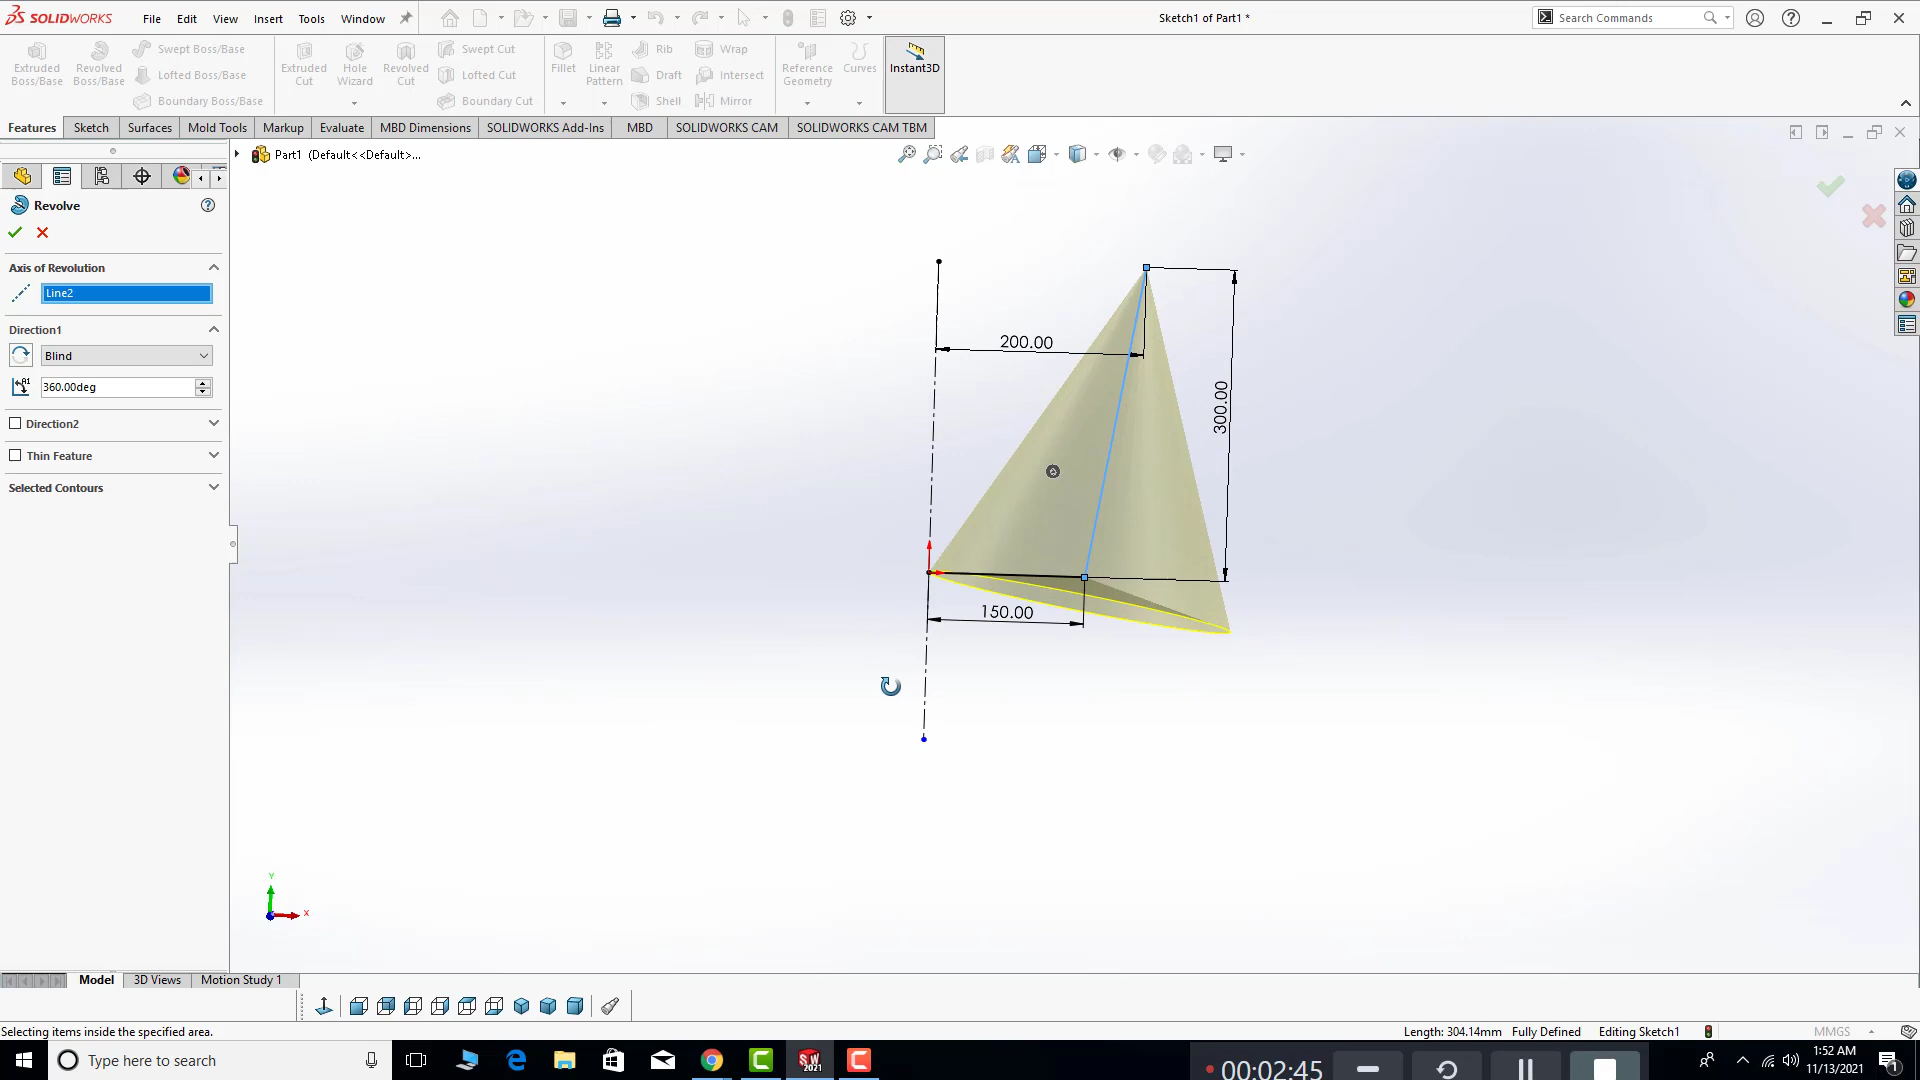 SOLIDWORKS
File Edit View Insert Tools Window
Sketch1 of Part1 *
Search Commands
Extruded Boss/Base
Revolved Boss/Base
Swept Boss/Base
Lofted Boss/Base
Boundary Boss/Base
Extruded Cut
Hole Wizard
Revolved Cut
Swept Cut
Lofted Cut
Boundary Cut
Fillet
Linear Pattern
Rib
Draft
Shell
Wrap
Intersect
Mirror
Reference Geometry
Curves
Instant3D
Features Sketch Surfaces Mold Tools Markup Evaluate MBD Dimensions SOLIDWORKS Add-Ins MBD SOLIDWORKS CAM SOLIDWORKS CAM TBM
Part1 (Default<<Default>...
Revolve
Axis of Revolution
Line2
Direction1
Blind
A1
360.00deg
Direction2
Thin Feature
Selected Contours
200.00
300.00
150.00
Y
X
Model 3D Views Motion Study 1
Selecting items inside the specified area.
Length: 304.14mm Fully Defined Editing Sketch1 MMGS
Type here to search
SW 2021
00:02:45
1:52 AM
11/13/2021
1